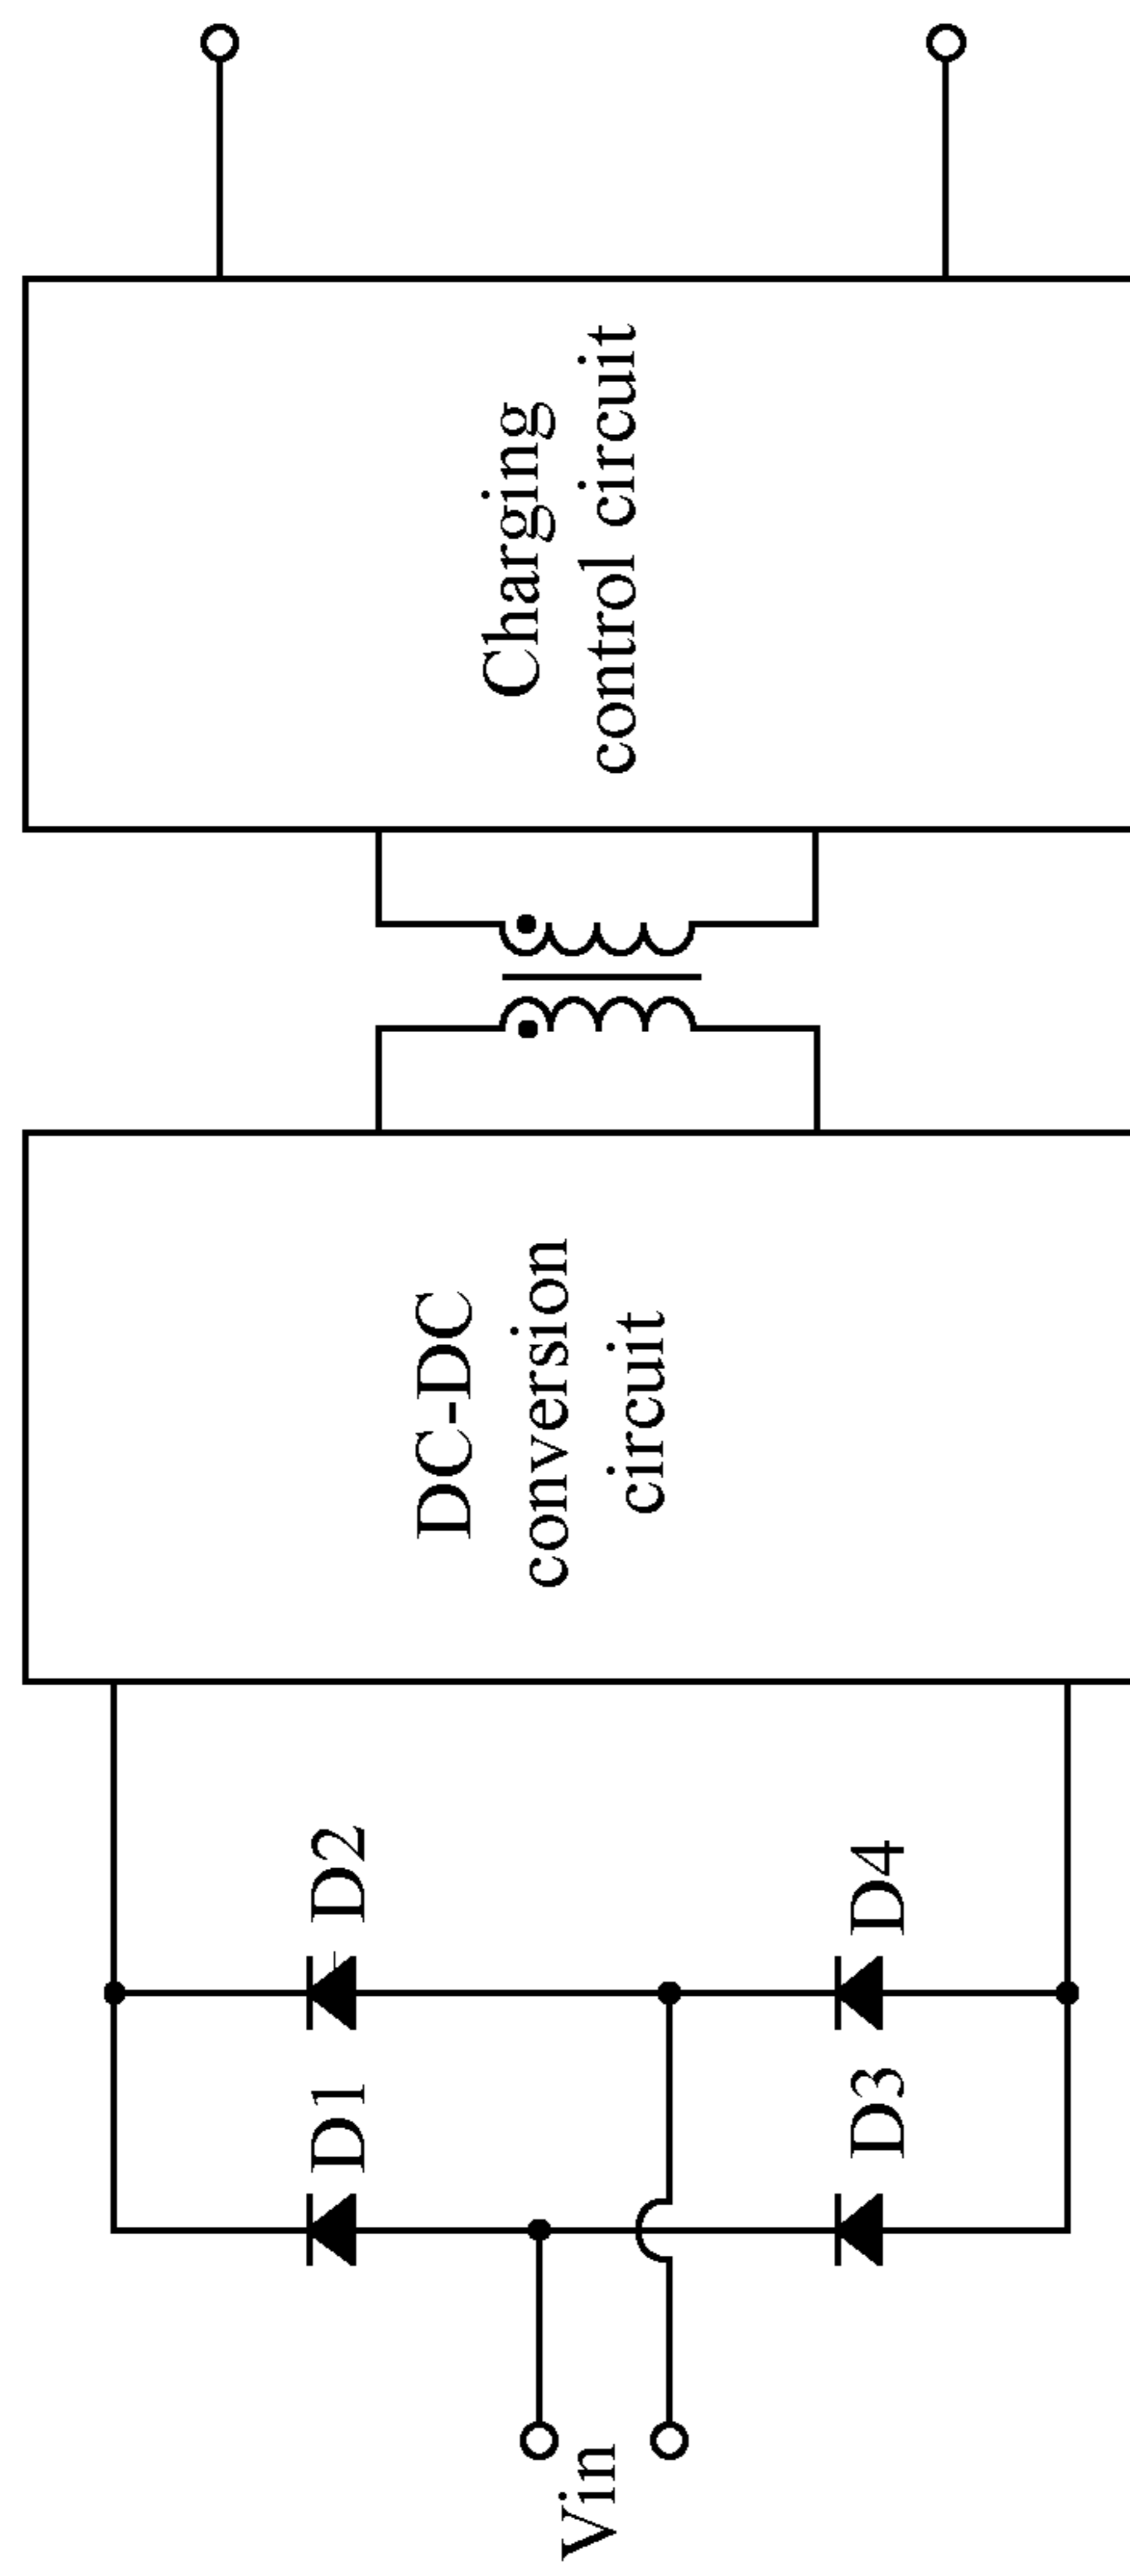 Vin
D1
D2
D3
D4
DC-DC
conversion
circuit
Charging
control circuit